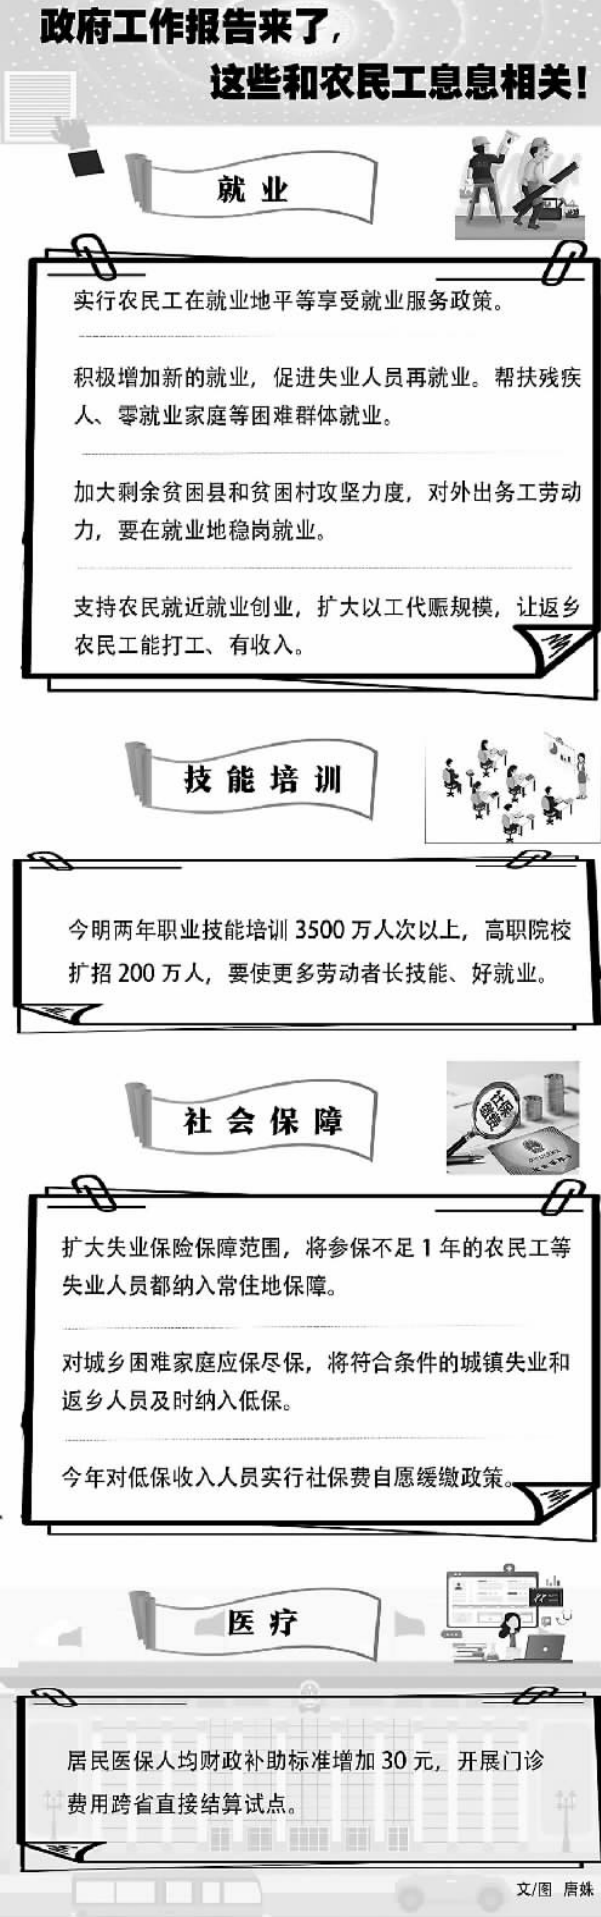 政府工作报告来了，
这些和农民工息息相关！
就业
实行农民工在就业地平等享受就业服务政策。
积极增加新的就业，促进失业人员再就业。帮扶残疾
人、零就业家庭等困难群体就业。
加大剩余贫困县和贫困村攻坚力度，对外出务工劳动
力，要在就业地稳岗就业。
支持农民就近就业创业，扩大以工代赈规模，让返乡
农民工能打工、有收入。
技能培训
今明两年职业技能培训 3500 万人次以上，高职院校
扩招 200 万人，要使更多劳动者长技能、好就业。
社会保障
社保
缴费
扩大失业保险保障范围，将参保不足 1 年的农民工等
失业人员都纳入常住地保障。
对城乡困难家庭应保尽保，将符合条件的城镇失业和
返乡人员及时纳入低保。
今年对低保收入人员实行社保费自愿缓缴政策。
医疗
居民医保人均财政补助标准增加 30 元，开展门诊
费用跨省直接结算试点。
文/图 唐姝